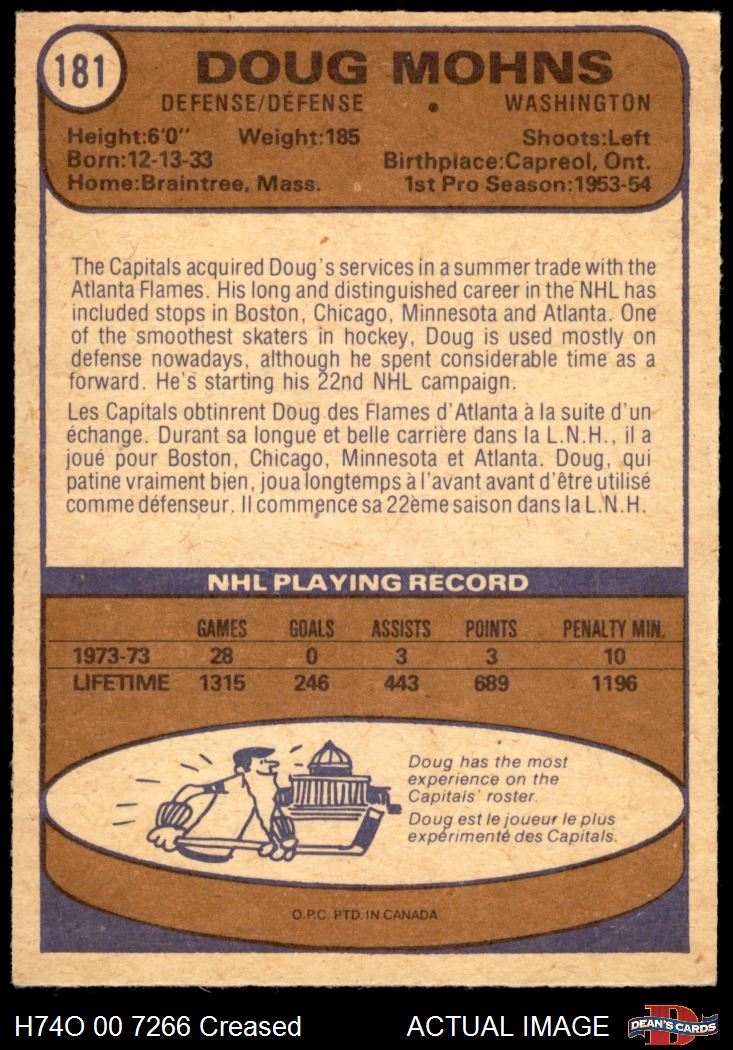 181
DOUG MOHNS
DEFENSE/DÉFENSE • WASHINGTON
Height:6'0" Weight:185 Shoots:Left
Born:12-13-33 Birthplace:Capreol, Ont.
Home:Braintree, Mass. 1st Pro Season:1953-54
The Capitals acquired Doug's services in a summer trade with the
Atlanta Flames. His long and distinguished career in the NHL has
included stops in Boston, Chicago, Minnesota and Atlanta. One
of the smoothest skaters in hockey, Doug is used mostly on
defense nowadays, although he spent considerable time as a
forward. He's starting his 22nd NHL campaign.
Les Capitals obtinrent Doug des Flames d'Atlanta à la suite d'un
échange. Durant sa longue et belle carrière dans la L.N.H., il a
joué pour Boston, Chicago, Minnesota et Atlanta. Doug, qui
patine vraiment bien, joua longtemps à l'avant avant d'être utilisé
comme défenseur. Il commence sa 22ème saison dans la L.N.H.
NHL PLAYING RECORD
GAMES GOALS ASSISTS POINTS PENALTY MIN.
1973-73 28 0 3 3 10
LIFETIME 1315 246 443 689 1196
Doug has the most
experience on the
Capitals' roster.
Doug est le joueur le plus
expérimenté des Capitals.
O.P.C. PTD. IN CANADA
H74O 00 7266 Creased ACTUAL IMAGE
D
DEAN'S CARDS